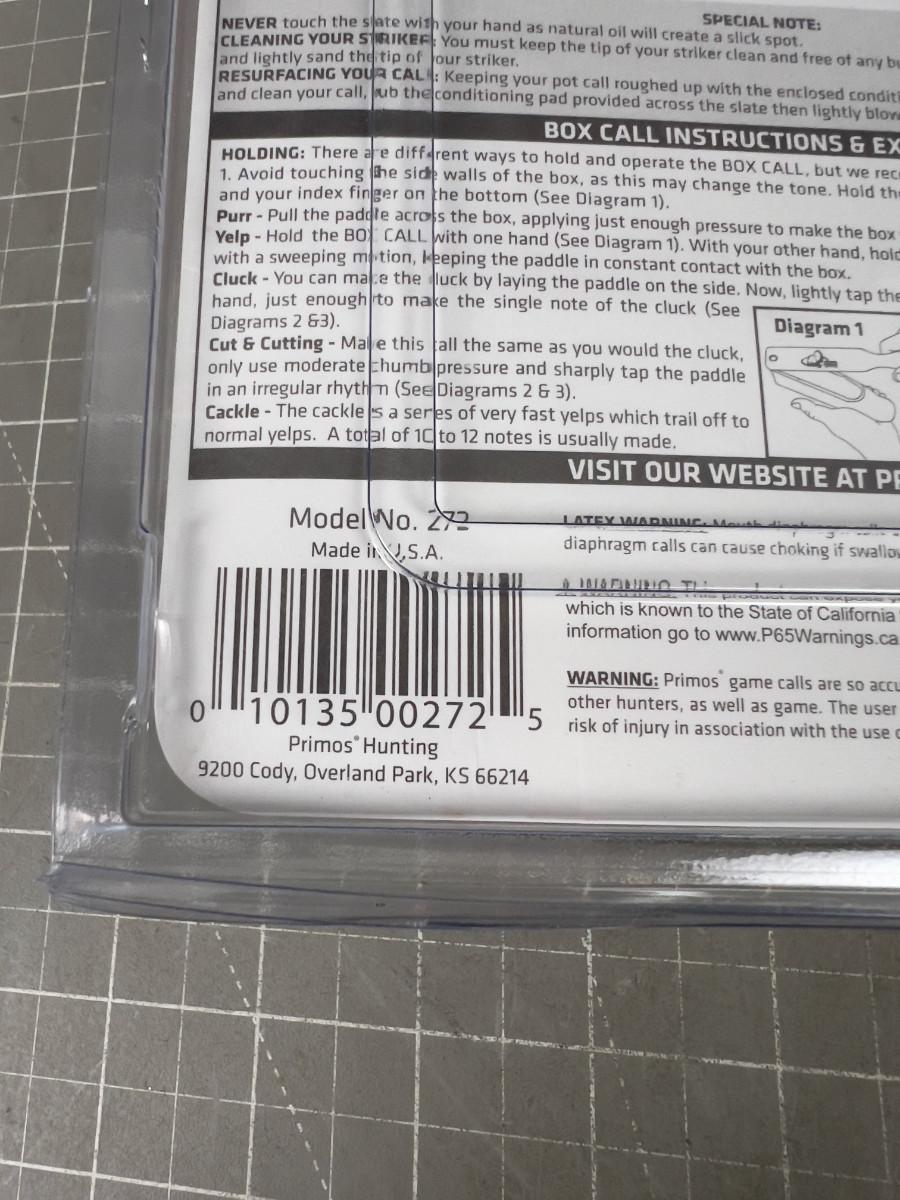 SPECIAL NOTE:
NEVER touch the slate with your hand as natural oil will create a slick spot.
CLEANING YOUR STRIKER: You must keep the tip of your striker clean and free of any
and lightly sand the tip of your striker.
RESURFACING YOUR CALL: Keeping your pot call roughed up with the enclosed
and clean your call, rub the conditioning pad provided across the slate then lightly blow
BOX CALL INSTRUCTIONS &
HOLDING: There are different ways to hold and operate the BOX CALL, but we
1. Avoid touching the side walls of the box, as this may change the tone. Hold
and your index finger on the bottom (See Diagram 1).
Purr - Pull the paddle across the box, applying just enough pressure to make the box
Yelp - Hold the BOX CALL with one hand (See Diagram 1). With your other hand, hold
with a sweeping motion, keeping the paddle in constant contact with the box.
Cluck - You can make the cluck by laying the paddle on the side. Now, lightly tap the
hand, just enough to make the single note of the cluck (See
Diagrams 2 &3).
Cut & Cutting - Make this call the same as you would the cluck,
only use moderate thumb pressure and sharply tap the paddle
in an irregular rhythm (See Diagrams 2 & 3).
Cackle - The cackle is a series of very fast yelps which trail off to
normal yelps. A total of 10 to 12 notes is usually made.
Diagram 1
VISIT OUR WEBSITE AT
Model No. 272
Made in U.S.A.
0 10135 00272 5
Primos® Hunting
9200 Cody, Overland Park, KS 66214
LATEX WARNING: Mouth
diaphragm calls can cause choking if
WARNING: This product can expose
which is known to the State of California
information go to www.P65Warnings.ca
WARNING: Primos® game calls are so
other hunters, as well as game. The user
risk of injury in association with the use